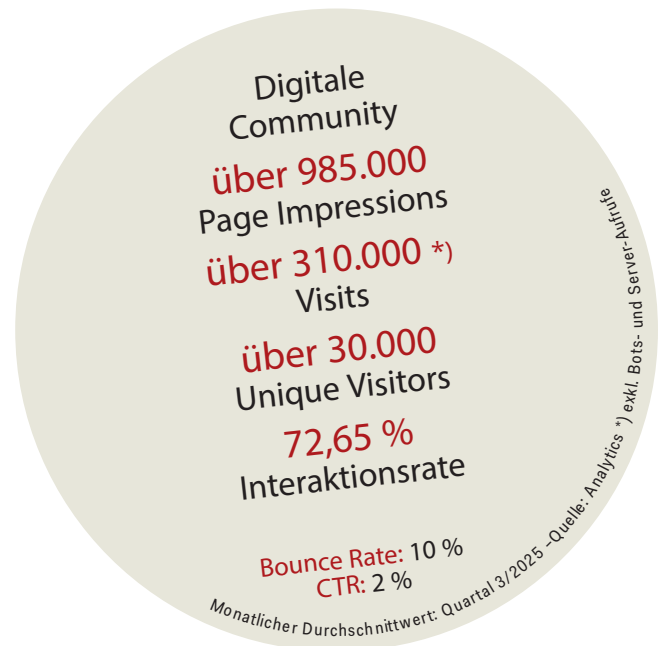 Digitale
Community
über 985.000
Page Impressions
über 310.000 *)
Visits
über 30.000
Unique Visitors
72,65 %
Interaktionsrate
Bounce Rate: 10 %
CTR: 2 %
Monatlicher Durchschnittwert: Quartal 3/2025 -Quelle: Analytics *) exkl. Bots- und Server-Aufrufe